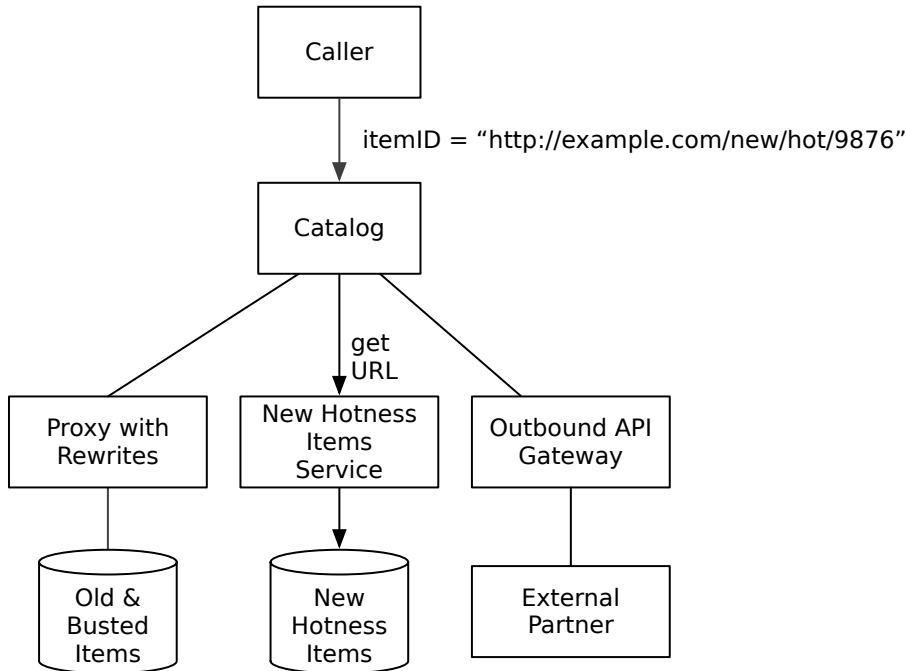 Caller
itemID = “http://example.com/new/hot/9876”
Catalog
get
URL
Proxy with
Rewrites
New Hotness
Items
Service
Outbound API
Gateway
Old &
Busted
Items
New
Hotness
Items
External
Partner